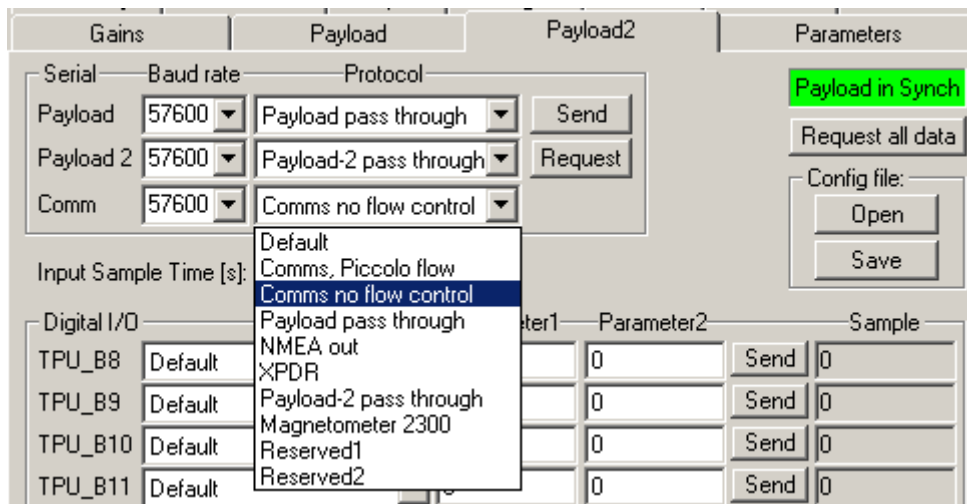 Gains Payload Payload2 Parameters
Serial Baud rate Protocol
Payload 57600 Payload pass through Send
Payload 2 57600 Payload-2 pass through Request
Comm 57600 Comms no flow control
Payload in Synch
Request all data
Config file:
Open
Save
Default
Comms, Piccolo flow
Comms no flow control
Payload pass through
NMEA out
XPDR
Payload-2 pass through
Magnetometer 2300
Reserved1
Reserved2
Input Sample Time [s]:
Digital I/O Parameter2 Sample
TPU_B8 Default 0 Send 0
TPU_B9 Default 0 Send 0
TPU_B10 Default 0 Send 0
TPU_B11 Default 0 Send 0